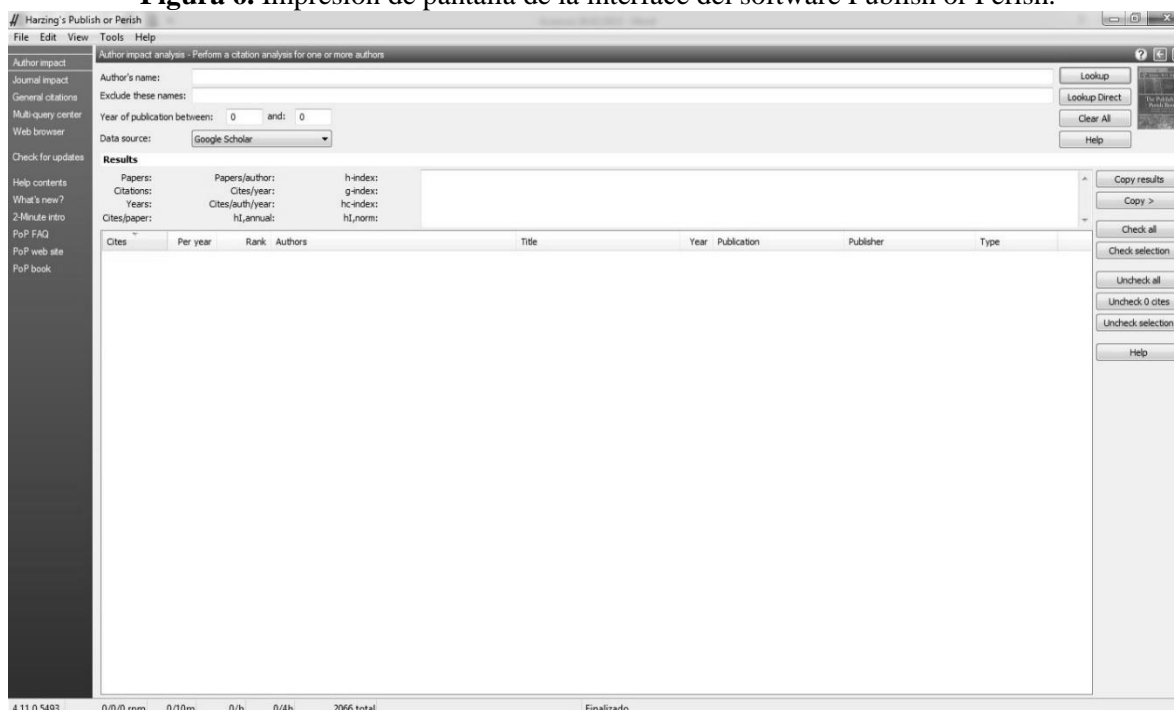 Figura 6. Impresión de pantalla de la interface del software Publish or Perish.
Harzing's Publish or Perish
File Edit View Tools Help
Author impact
Journal impact
General citations
Multi-query center
Web browser
Check for updates
Help contents
What's new?
2-Minute intro
PoP FAQ
PoP web site
PoP book
Author impact analysis - Perform a citation analysis for one or more authors
Author's name:
Exclude these names:
Year of publication between: 0 and: 0
Data source: Google Scholar
Lookup
Lookup Direct
Clear All
Help
Results
Papers: Papers/author: h-index:
Citations: Cites/year: g-index:
Years: Cites/auth/year: hc-index:
Cites/paper: hI,annual: hI,norm:
Cites Per year Rank Authors Title Year Publication Publisher Type
Copy results
Copy >
Check all
Check selection
Uncheck all
Uncheck 0 cites
Uncheck selection
Help
4.11.0.5493 0/0/0 rpm 0/10m 0/h 0/4h 2066 total Finalizado